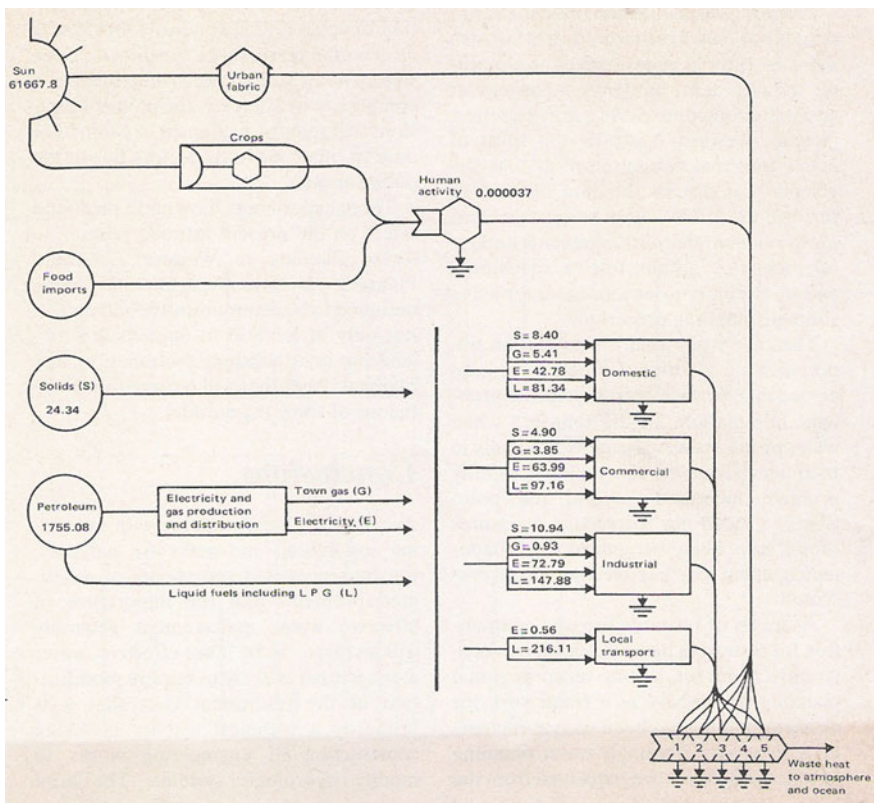 Sun
61667.8
Urban
fabric
Crops
Human
activity
0.000037
Food
imports
Solids (S)
24.34
Petroleum
1755.08
Electricity and
gas production
and distribution
Town gas (G)
Electricity (E)
Liquid fuels including L P G (L)
S=8.40
G=5.41
E=42.78
L=81.34
Domestic
S=4.90
G=3.85
E=63.99
L=97.16
Commercial
S=10.94
G=0.93
E=72.79
L=147.88
Industrial
E=0.56
L=216.11
Local
transport
1 2 3 4 5
Waste heat
to atmosphere
and ocean